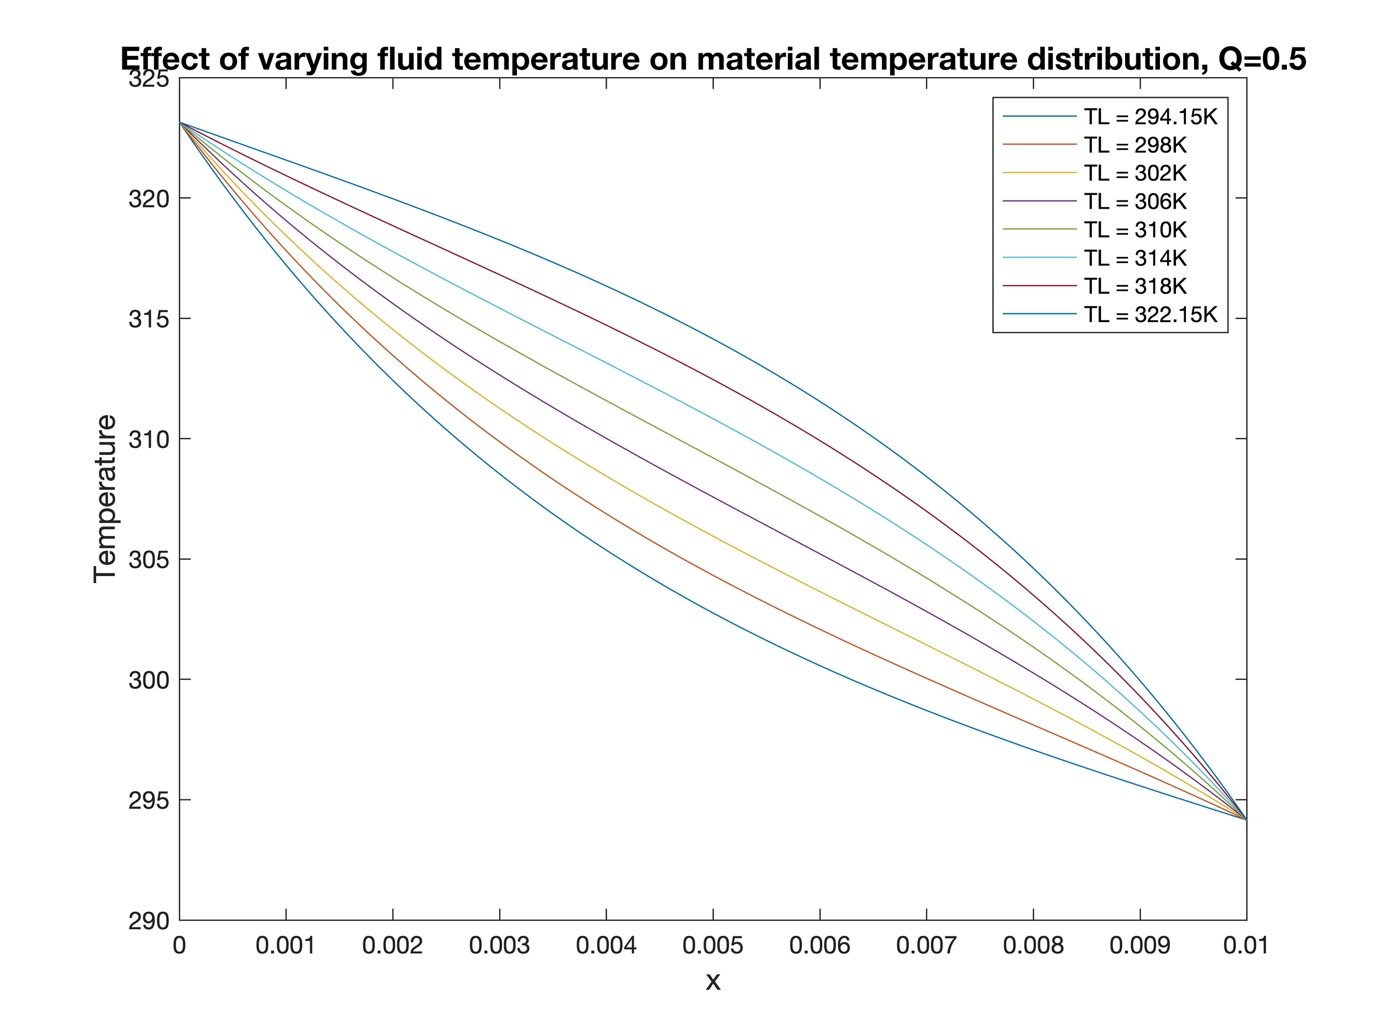 Effect of varying fluid temperature on material temperature distribution, Q=0.5
325
320
315
310
305
300
295
290
Temperature
TL = 294.15K
TL = 298K
TL = 302K
TL = 306K
TL = 310K
TL = 314K
TL = 318K
TL = 322.15K
0 0.001 0.002 0.003 0.004 0.005 0.006 0.007 0.008 0.009 0.01
x